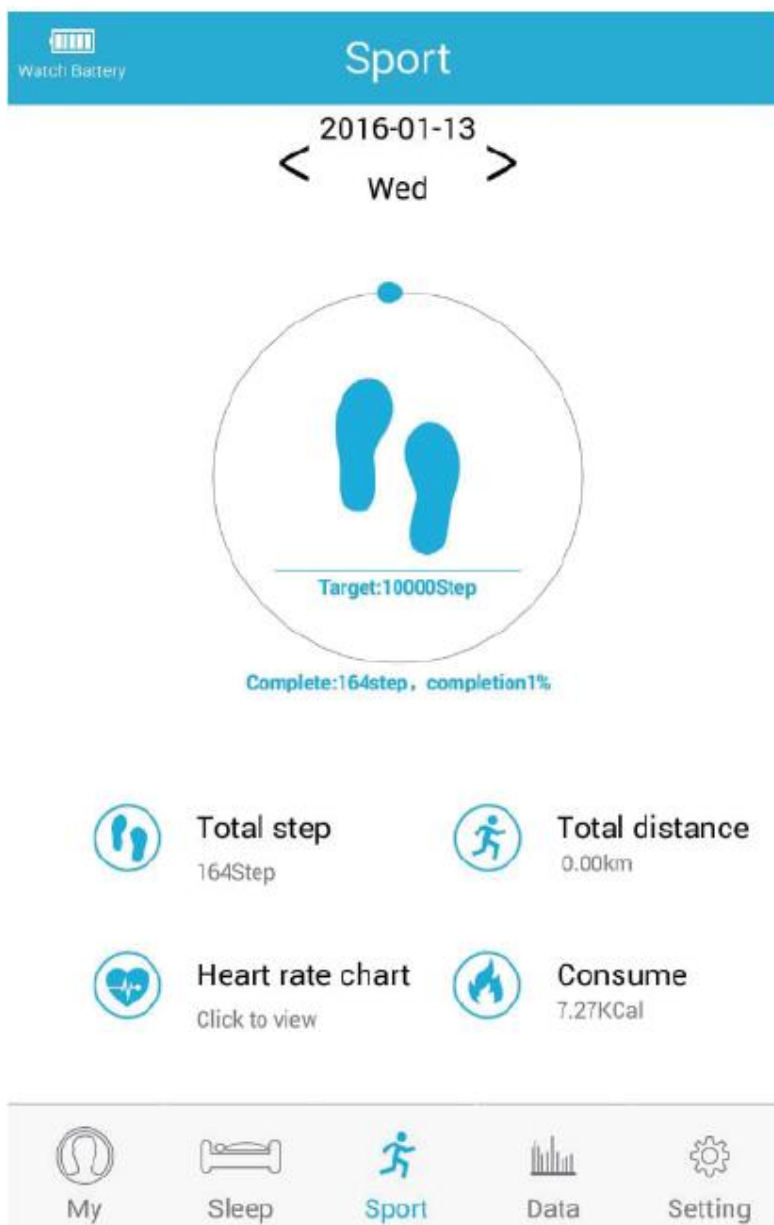 Watch Battery
Sport
2016-01-13
Wed
Target:10000Step
Complete:164step, completion1%
Total step
164Step
Total distance
0.00km
Heart rate chart
Click to view
Consume
7.27KCal
My
Sleep
Sport
Data
Setting